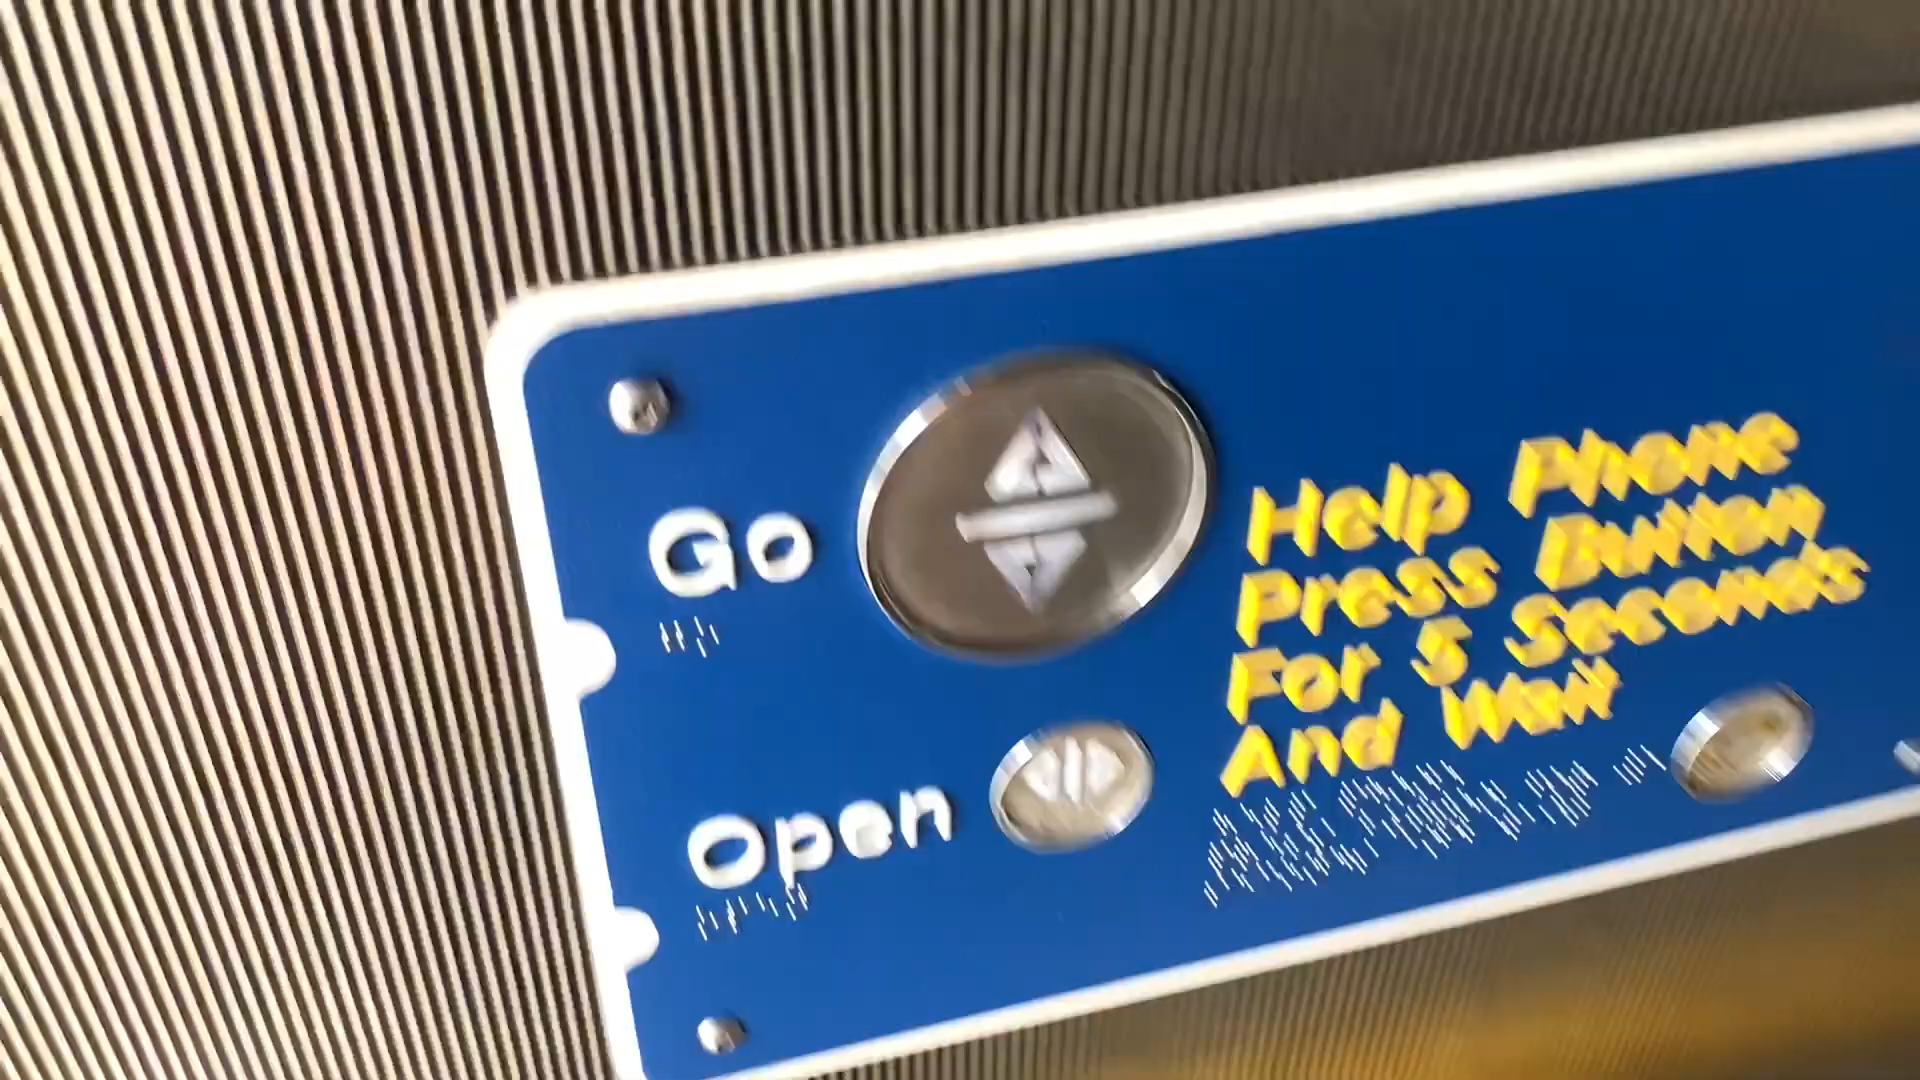 Go
Open
Help Phone
Press Button
For 5 Seconds
And Wait